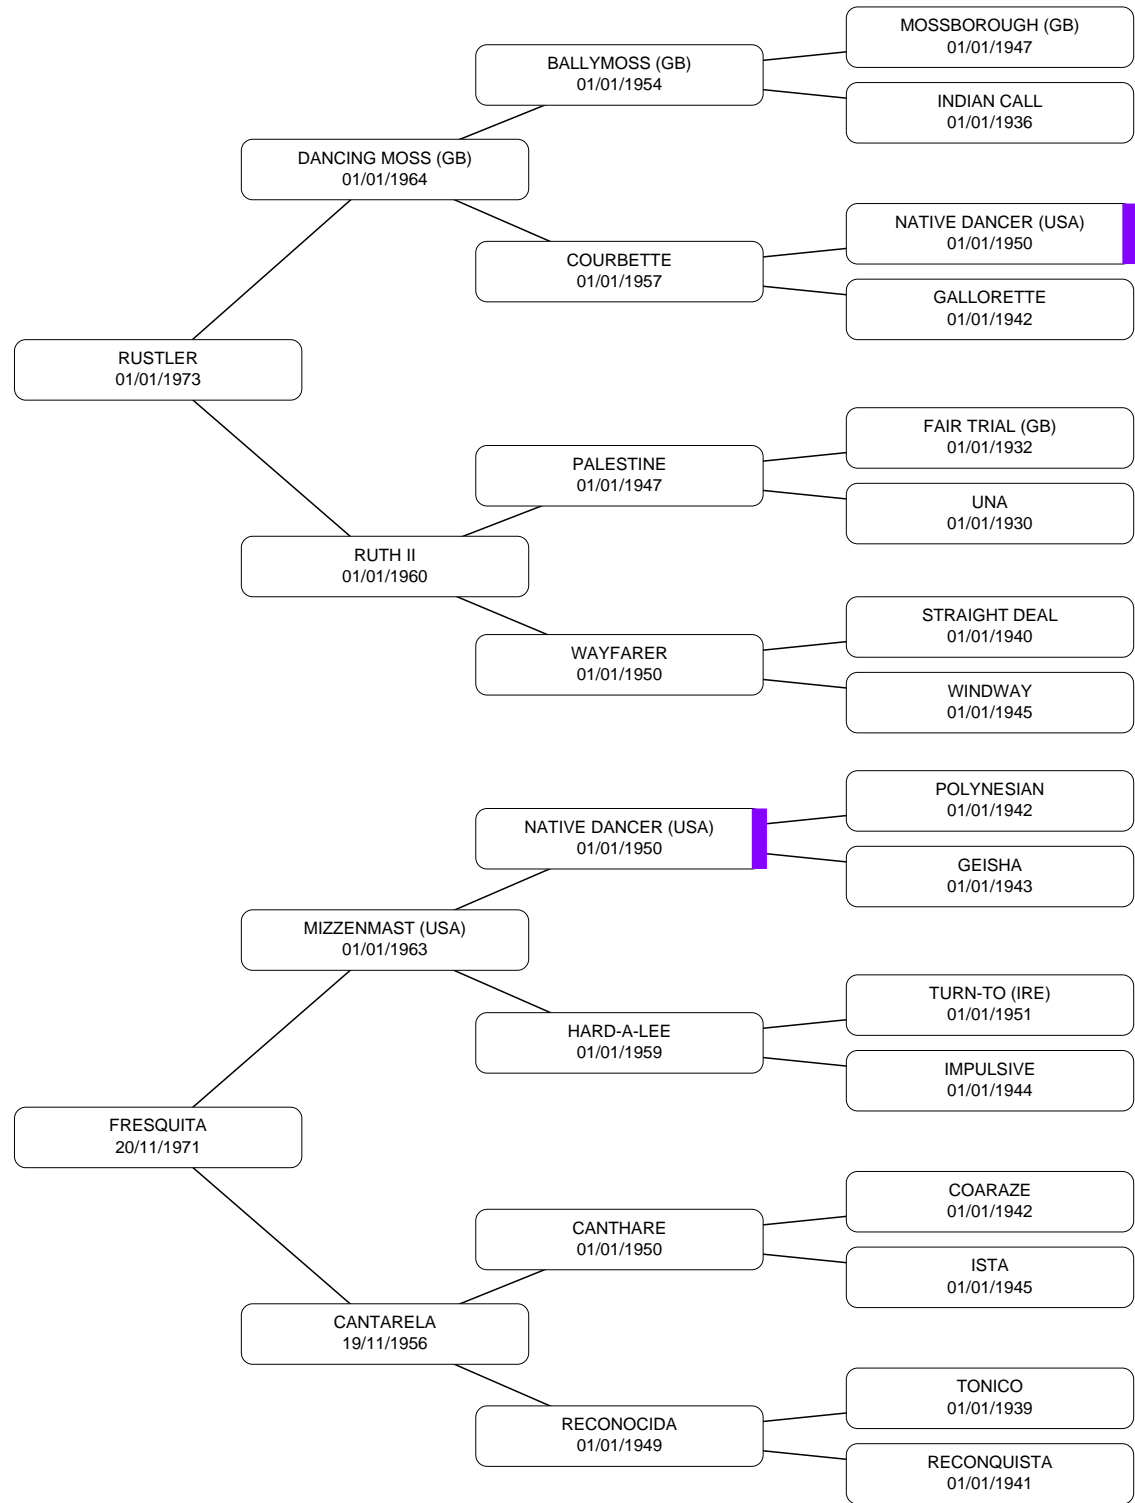 MOSSBOROUGH (GB)
01/01/1947
BALLYMOSS (GB)
01/01/1954
INDIAN CALL
01/01/1936
DANCING MOSS (GB)
01/01/1964
NATIVE DANCER (USA)
01/01/1950
COURBETTE
01/01/1957
GALLORETTE
01/01/1942
RUSTLER
01/01/1973
FAIR TRIAL (GB)
01/01/1932
PALESTINE
01/01/1947
UNA
01/01/1930
RUTH II
01/01/1960
STRAIGHT DEAL
01/01/1940
WAYFARER
01/01/1950
WINDWAY
01/01/1945
POLYNESIAN
01/01/1942
NATIVE DANCER (USA)
01/01/1950
GEISHA
01/01/1943
MIZZENMAST (USA)
01/01/1963
TURN-TO (IRE)
01/01/1951
HARD-A-LEE
01/01/1959
IMPULSIVE
01/01/1944
FRESQUITA
20/11/1971
COARAZE
01/01/1942
CANTHARE
01/01/1950
ISTA
01/01/1945
CANTARELA
19/11/1956
TONICO
01/01/1939
RECONOCIDA
01/01/1949
RECONQUISTA
01/01/1941